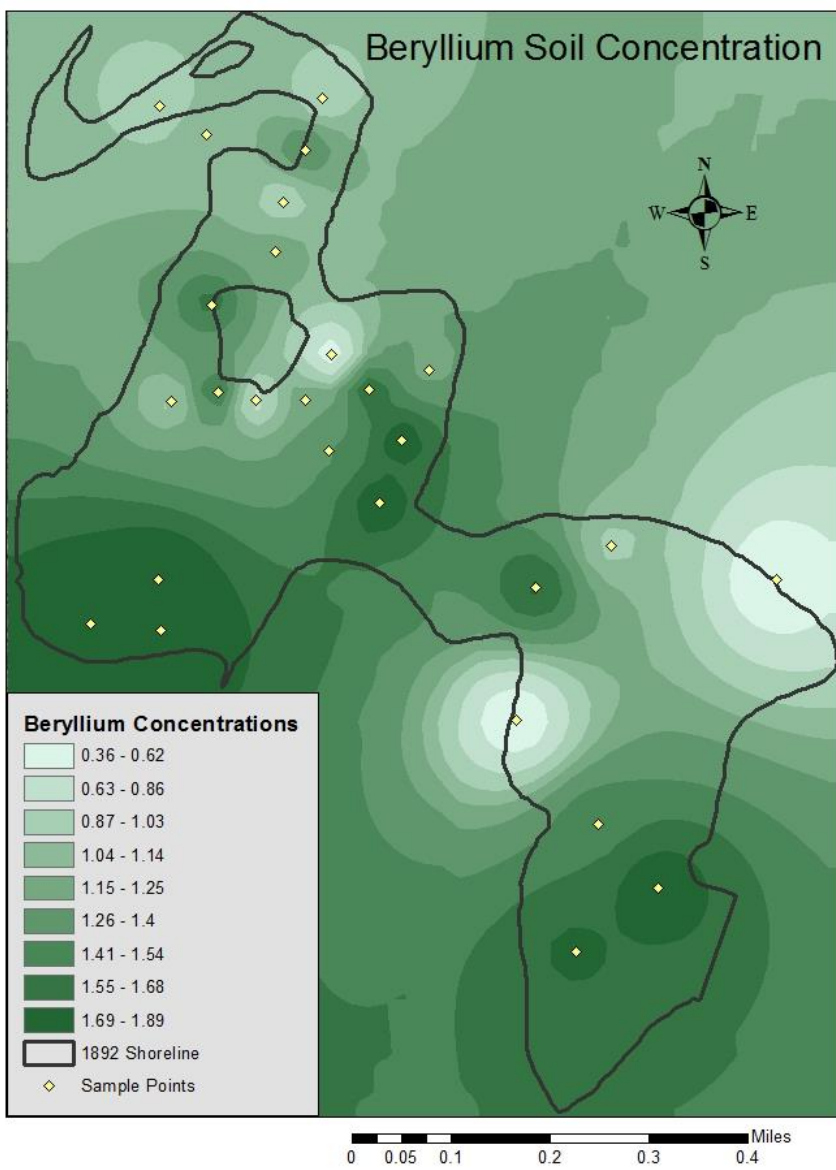 Beryllium Soil Concentration
N
W E
S
Beryllium Concentrations
0.36 - 0.62
0.63 - 0.86
0.87 - 1.03
1.04 - 1.14
1.15 - 1.25
1.26 - 1.4
1.41 - 1.54
1.55 - 1.68
1.69 - 1.89
1892 Shoreline
Sample Points
Miles
0 0.05 0.1 0.2 0.3 0.4